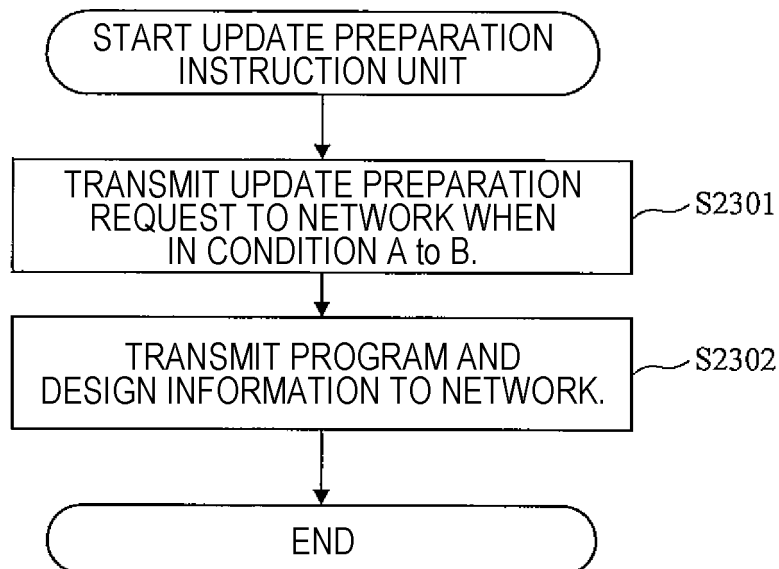 START UPDATE PREPARATION
INSTRUCTION UNIT
TRANSMIT UPDATE PREPARATION
REQUEST TO NETWORK WHEN
IN CONDITION A to B.
S2301
TRANSMIT PROGRAM AND
DESIGN INFORMATION TO NETWORK.
S2302
END